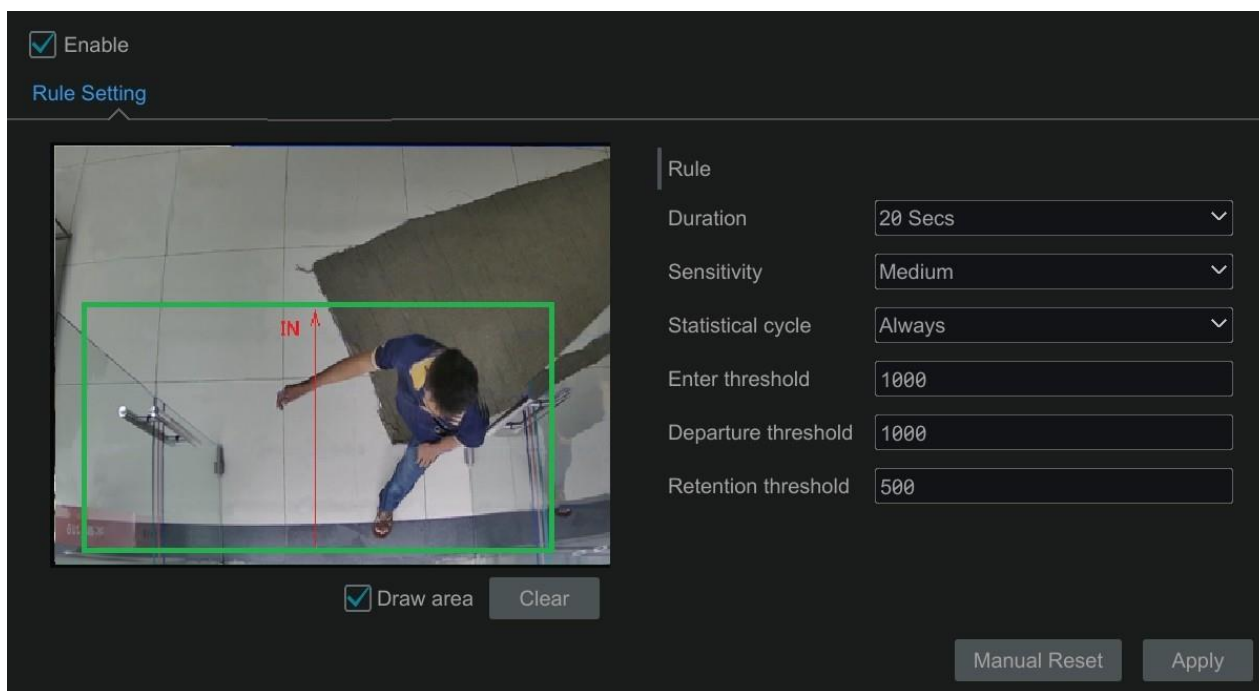 Enable
Rule Setting
IN
Rule
Duration 20 Secs
Sensitivity Medium
Statistical cycle Always
Enter threshold 1000
Departure threshold 1000
Retention threshold 500
Draw area Clear
Manual Reset Apply